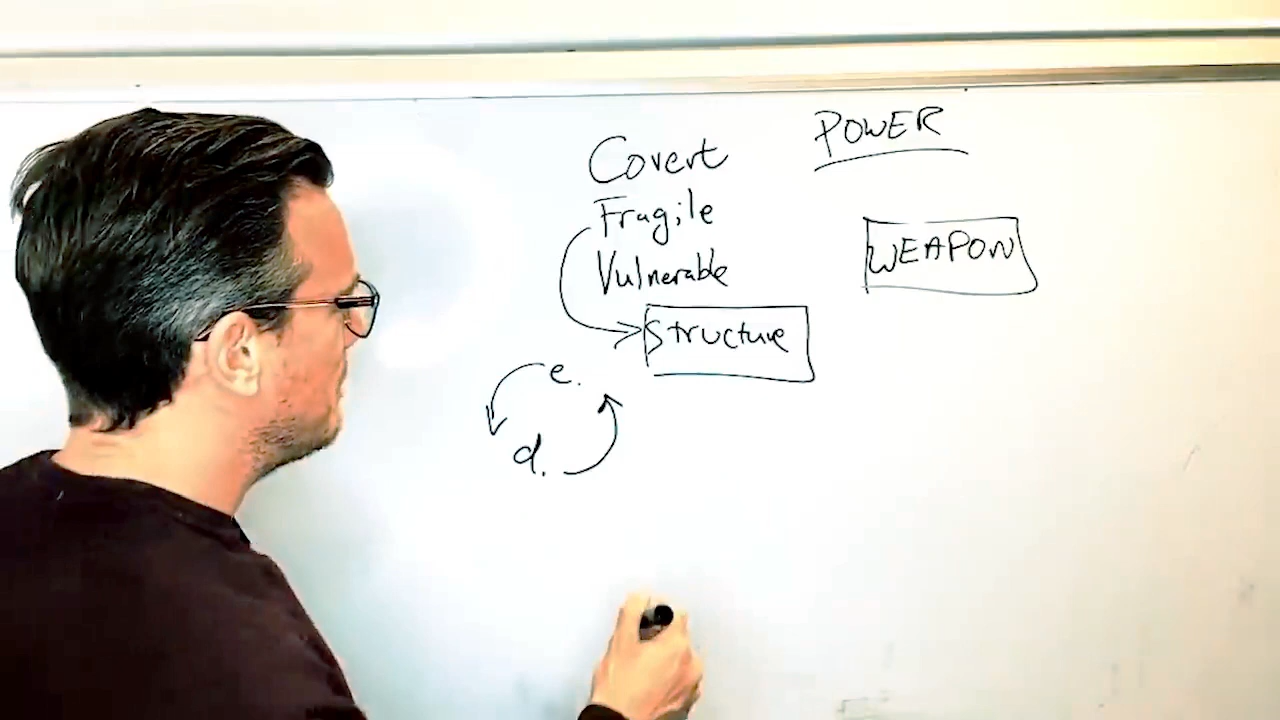 POWER
Covert
Fragile
Vulnerable
WEAPON
Structure
e.
d.